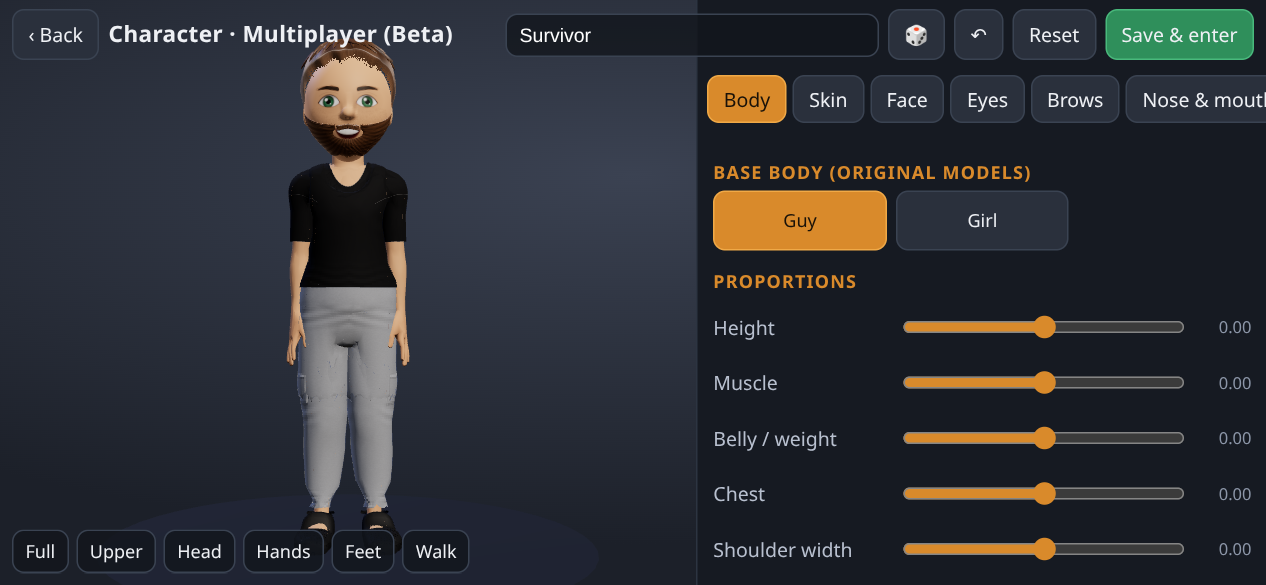 ‹ Back
Character · Multiplayer (Beta)
Survivor
Reset
Save & enter
Body
Skin
Face
Eyes
Brows
Nose & mouth
BASE BODY (ORIGINAL MODELS)
Guy
Girl
PROPORTIONS
Height 0.00
Muscle 0.00
Belly / weight 0.00
Chest 0.00
Shoulder width 0.00
Full
Upper
Head
Hands
Feet
Walk